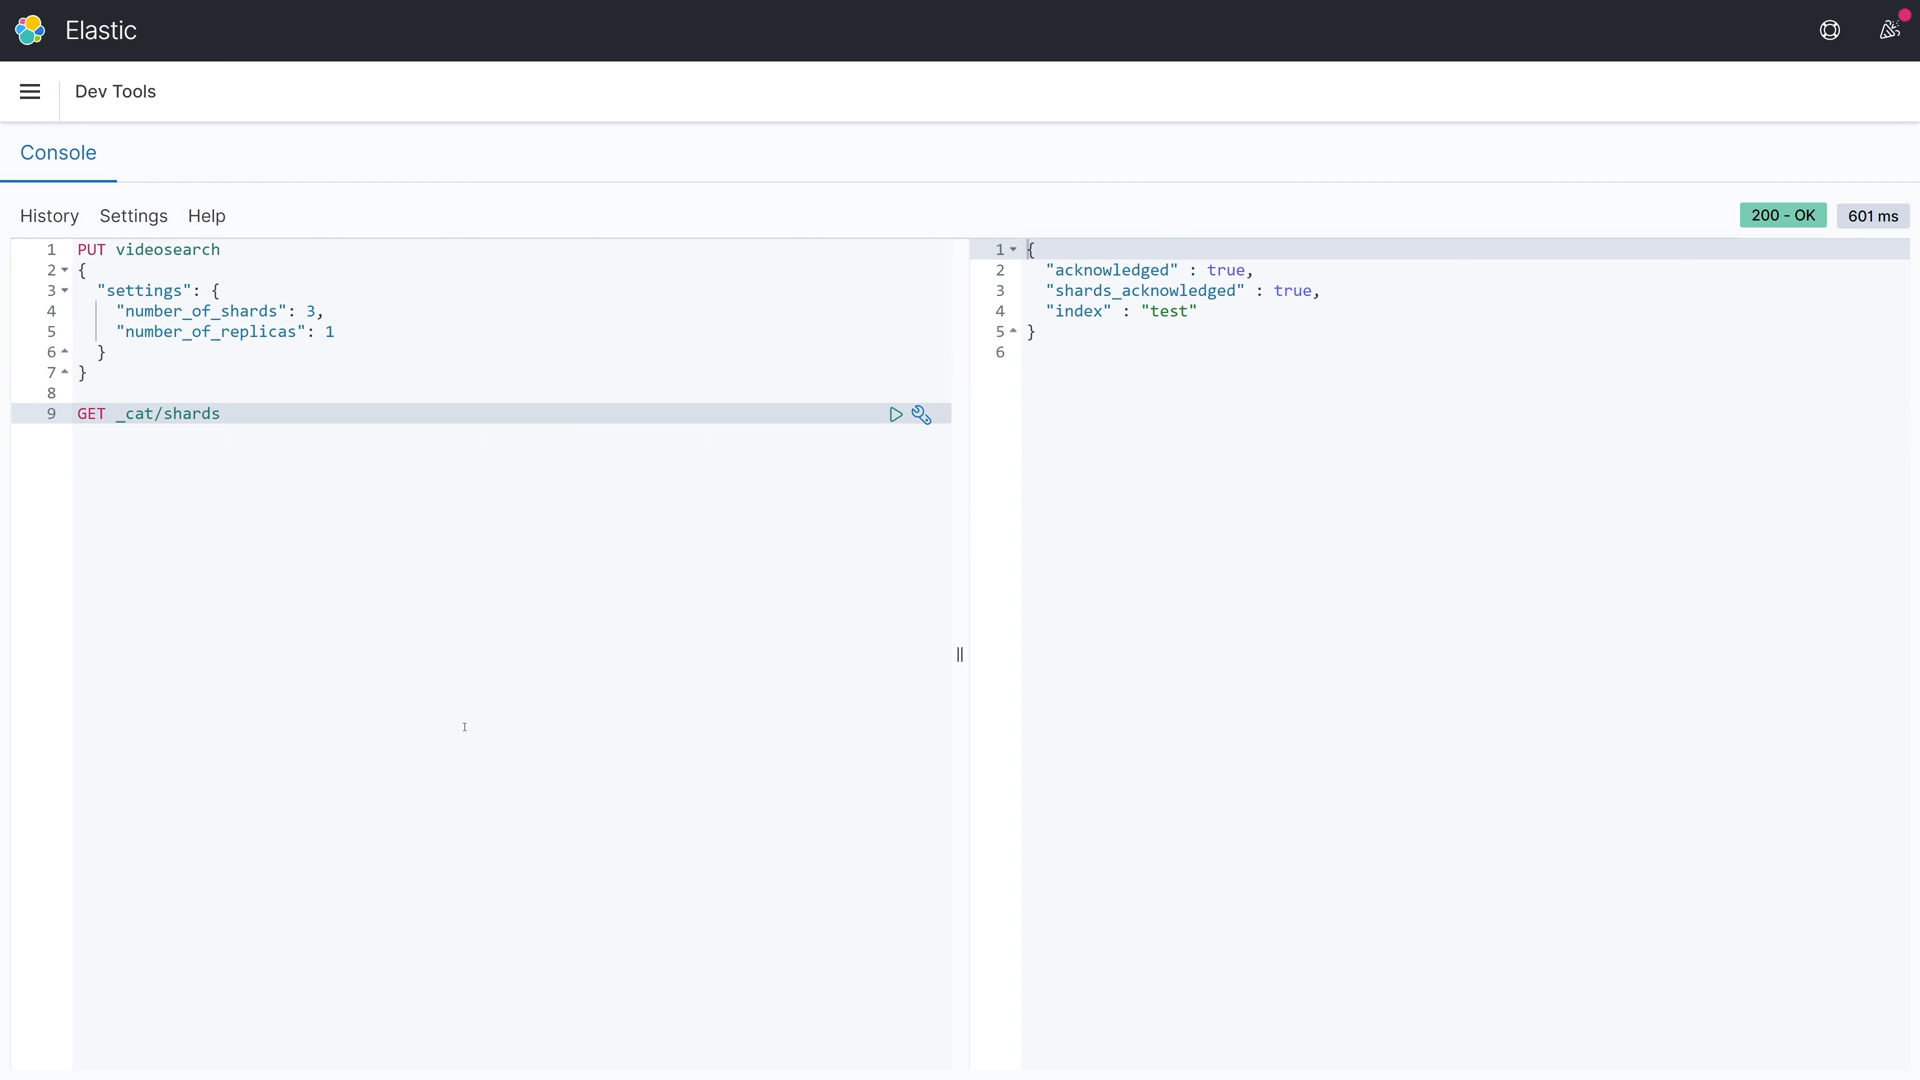 Elastic
Dev Tools
Console
History Settings Help
200 - OK 601 ms
1 PUT videosearch
2 {
3 "settings": {
4 "number_of_shards": 3,
5 "number_of_replicas": 1
6 }
7 }
8
9 GET _cat/shards
1 {
2 "acknowledged" : true,
3 "shards_acknowledged" : true,
4 "index" : "test"
5 }
6